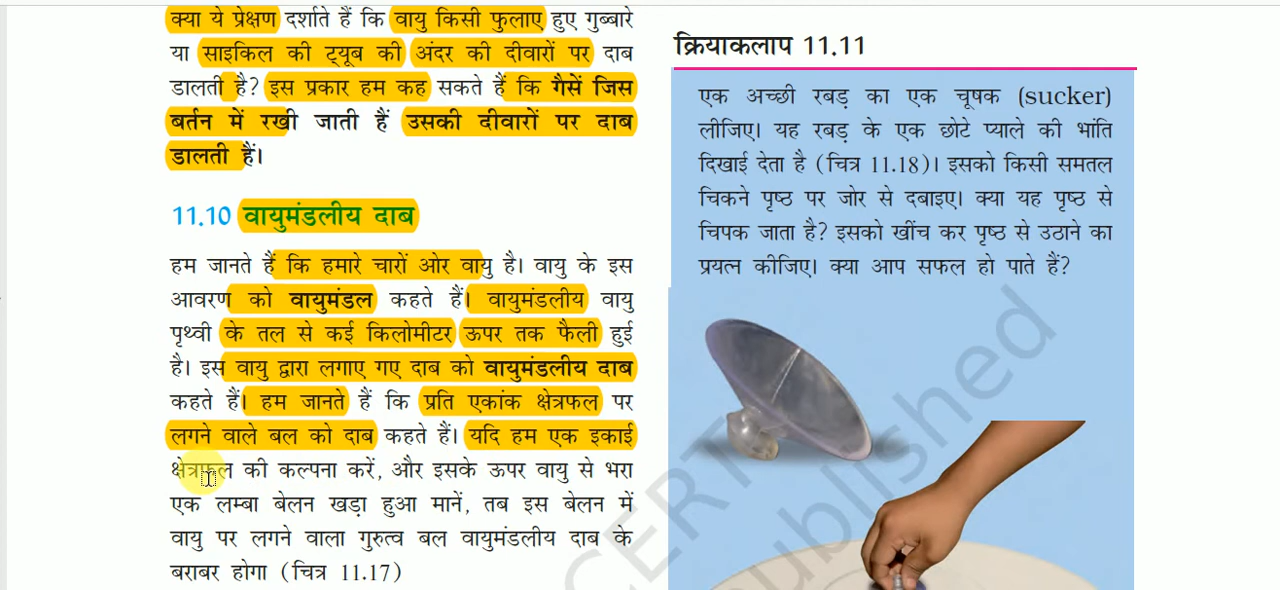 क्या ये प्रेक्षण दर्शाते हैं कि वायु किसी फुलाए हुए गुब्बारे
या साइकिल की ट्यूब की अंदर की दीवारों पर दाब
डालती है? इस प्रकार हम कह सकते हैं कि गैसें जिस
बर्तन में रखी जाती हैं उसकी दीवारों पर दाब
डालती हैं।
11.10 वायुमंडलीय दाब
हम जानते हैं कि हमारे चारों ओर वायु है। वायु के इस
आवरण को वायुमंडल कहते हैं। वायुमंडलीय वायु
पृथ्वी के तल से कई किलोमीटर ऊपर तक फैली हुई
है। इस वायु द्वारा लगाए गए दाब को वायुमंडलीय दाब
कहते हैं। हम जानते हैं कि प्रति एकांक क्षेत्रफल पर
लगने वाले बल को दाब कहते हैं। यदि हम एक इकाई
क्षेत्रफल की कल्पना करें, और इसके ऊपर वायु से भरा
एक लम्बा बेलन खड़ा हुआ मानें, तब इस बेलन में
वायु पर लगने वाला गुरुत्व बल वायुमंडलीय दाब के
बराबर होगा (चित्र 11.17)
क्रियाकलाप 11.11
एक अच्छी रबड़ का एक चूषक (sucker)
लीजिए। यह रबड़ के एक छोटे प्याले की भांति
दिखाई देता है (चित्र 11.18)। इसको किसी समतल
चिकने पृष्ठ पर जोर से दबाइए। क्या यह पृष्ठ से
चिपक जाता है? इसको खींच कर पृष्ठ से उठाने का
प्रयत्न कीजिए। क्या आप सफल हो पाते हैं?
CERT
published